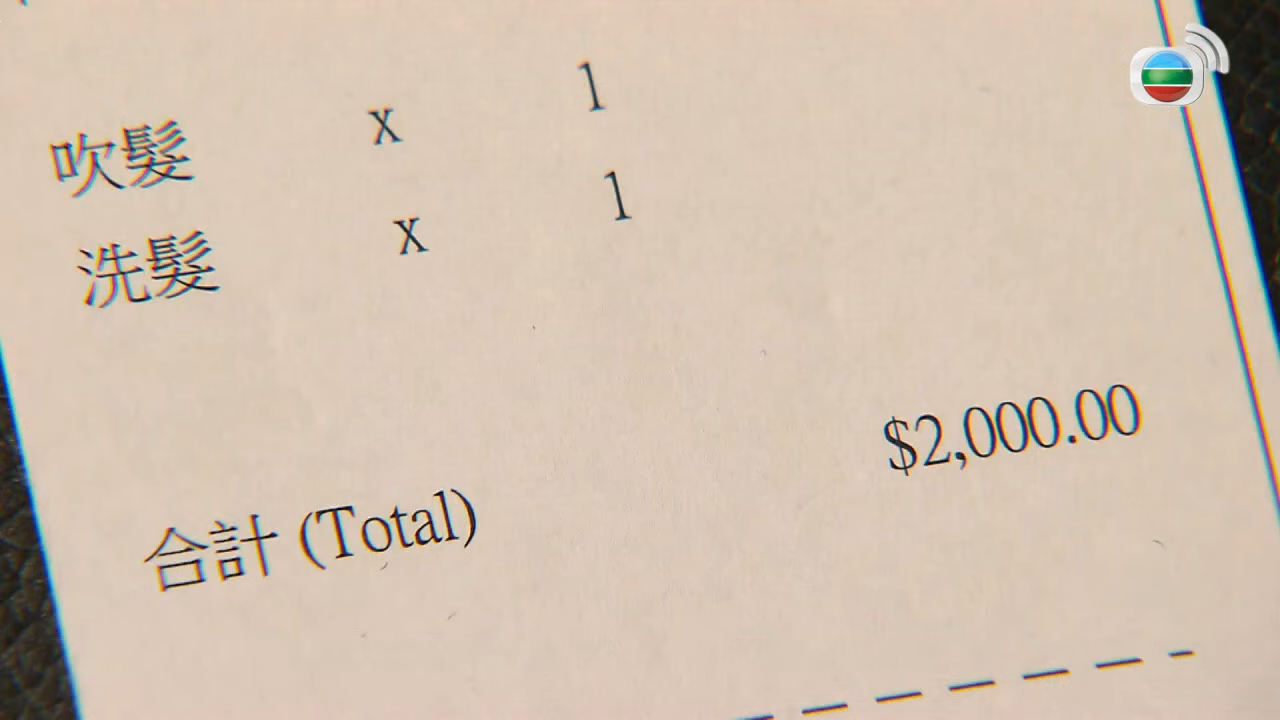 吹髮 x 1
洗髮 x 1
$2,000.00
合計 (Total)